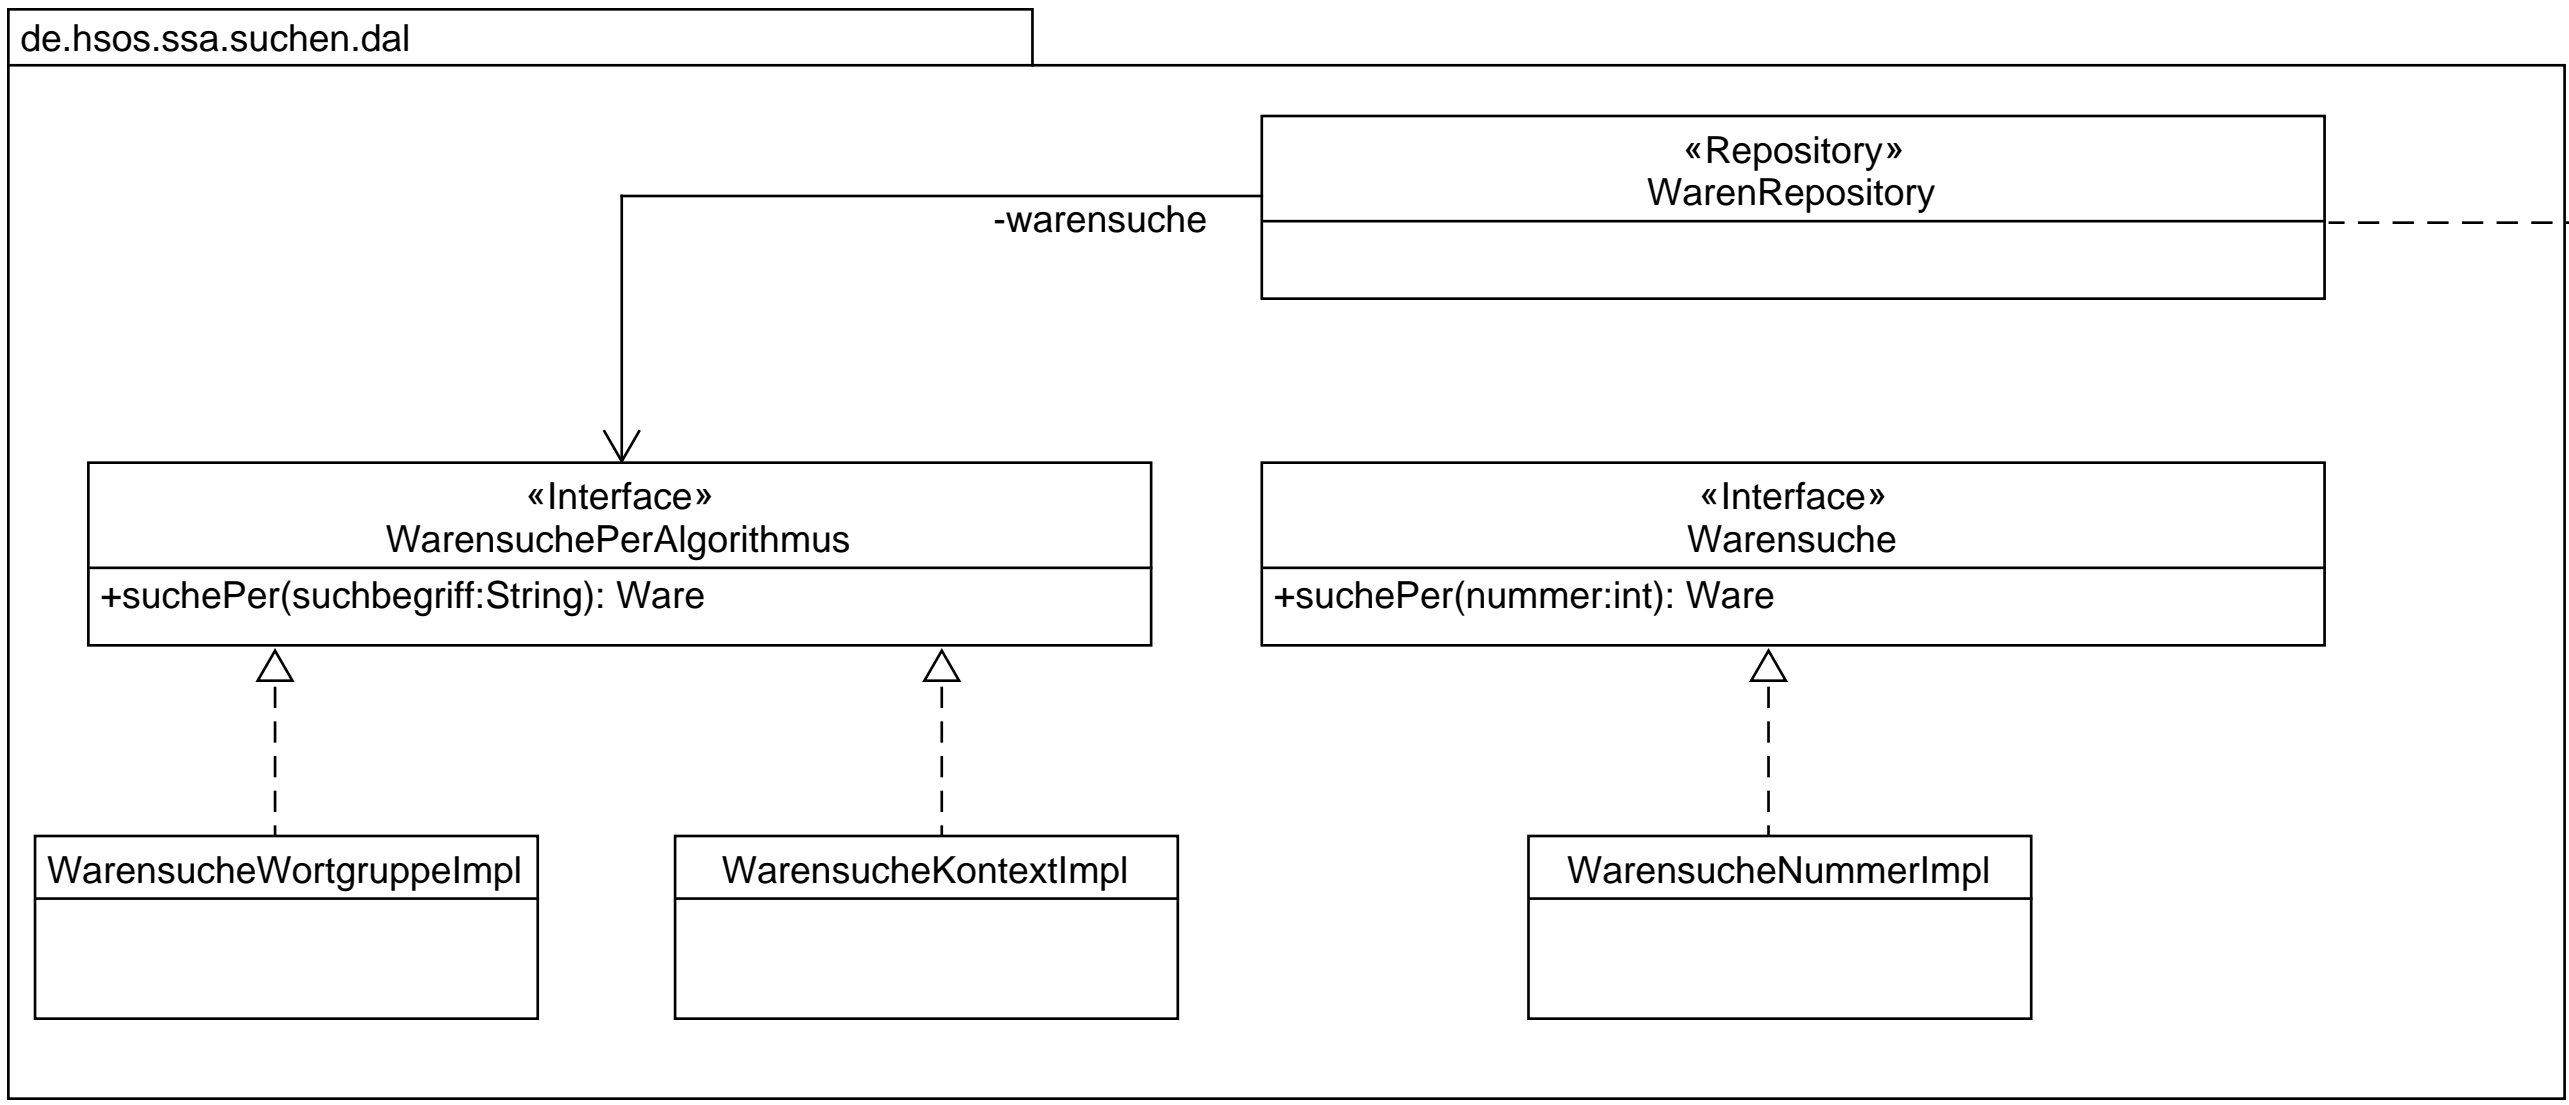 de.hsos.ssa.suchen.dal
«Repository»
WarenRepository
-warensuche
«Interface»
WarensuchePerAlgorithmus
+suchePer(suchbegriff:String): Ware
«Interface»
Warensuche
+suchePer(nummer:int): Ware
WarensucheWortgruppeImpl
WarensucheKontextImpl
WarensucheNummerImpl